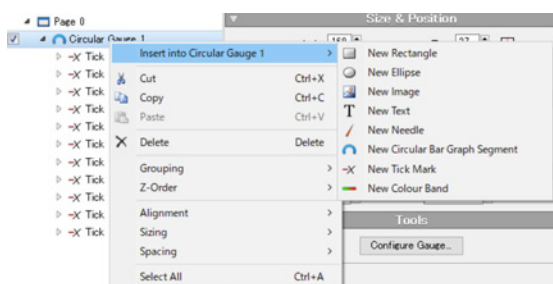 Page 0
Size & Position
Circular Gauge 1
Insert into Circular Gauge 1
New Rectangle
Tick
New Ellipse
Tick
Cut Ctrl+X
New Image
Tick
Copy Ctrl+C
New Text
Tick
Paste Ctrl+V
New Needle
Tick
Delete Delete
New Circular Bar Graph Segment
Tick
New Tick Mark
Tick
Grouping
New Colour Band
Tick
Z-Order
Tick
Alignment
Tools
Tick
Sizing
Configure Gauge...
Tick
Spacing
Select All Ctrl+A